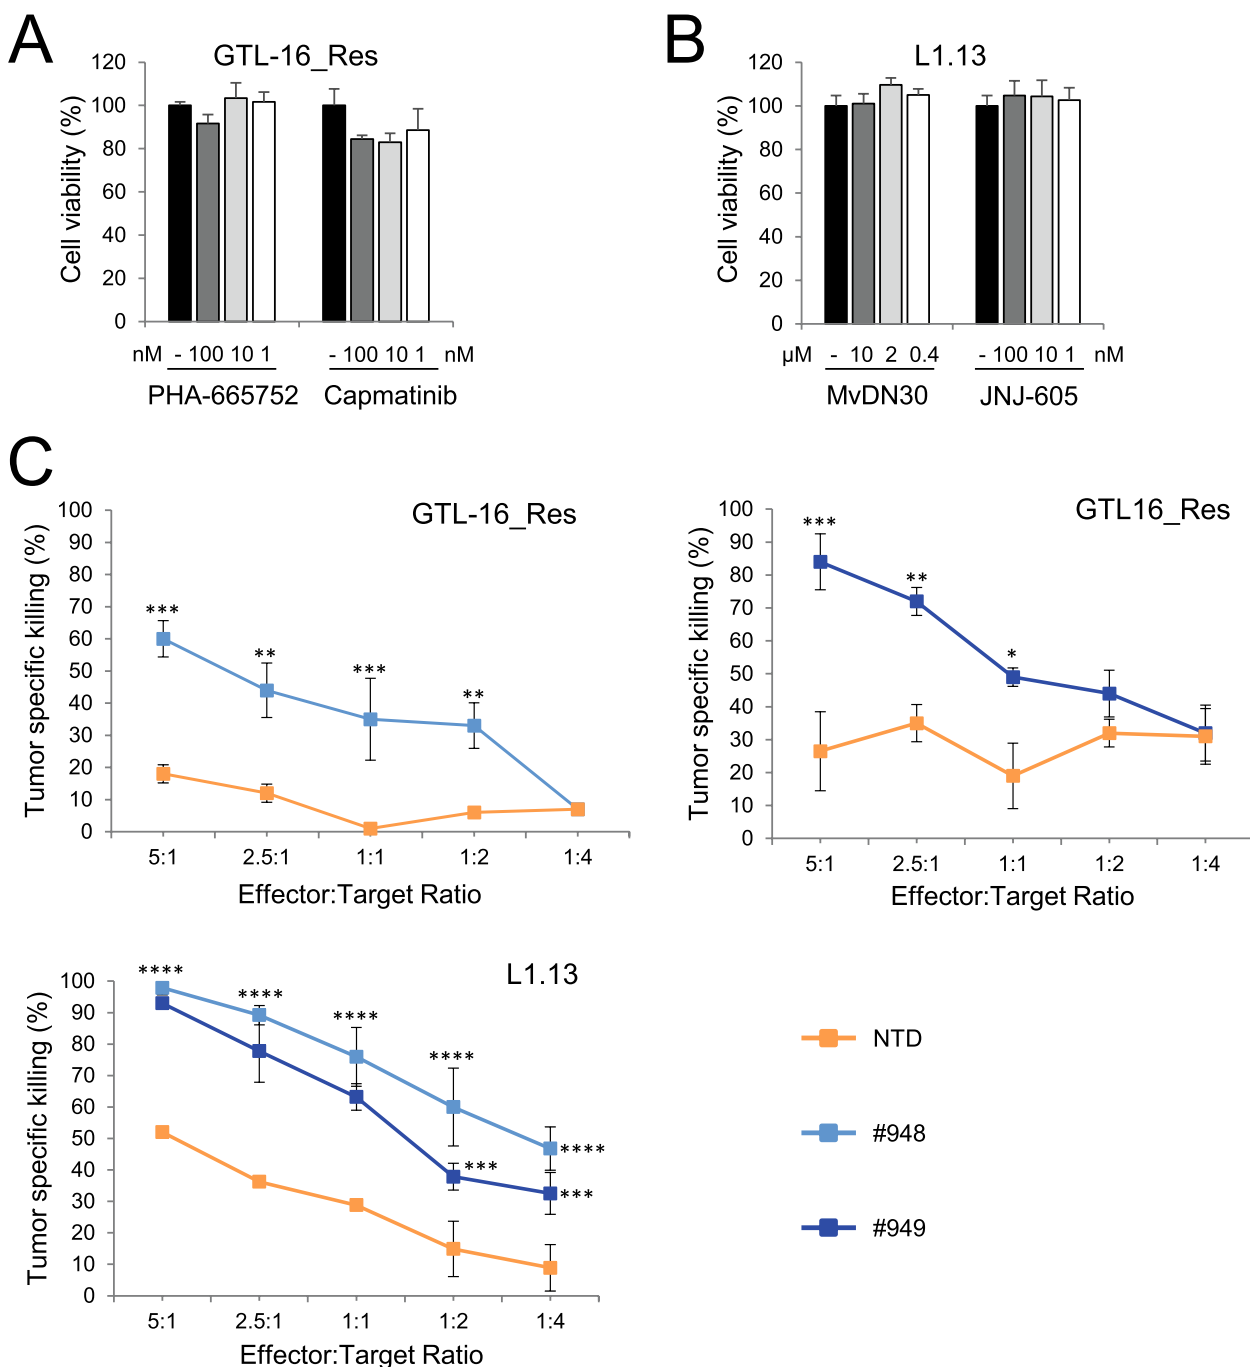 A
GTL-16_Res
Cell viability (%)
120
100
80
60
40
20
0
nM - 100 10 1 - 100 10 1 nM
PHA-665752 Capmatinib
B
L1.13
Cell viability (%)
120
100
80
60
40
20
0
µM - 10 2 0.4 - 100 10 1 nM
MvDN30 JNJ-605
C
GTL-16_Res
Tumor specific killing (%)
100
90
80
70
60
50
40
30
20
10
0
*** ** *** **
5:1 2.5:1 1:1 1:2 1:4
Effector:Target Ratio
GTL16_Res
Tumor specific killing (%)
100
90
80
70
60
50
40
30
20
10
0
*** ** *
5:1 2.5:1 1:1 1:2 1:4
Effector:Target Ratio
L1.13
Tumor specific killing (%)
100
90
80
70
60
50
40
30
20
10
0
**** **** **** **** ****
*** ***
5:1 2.5:1 1:1 1:2 1:4
Effector:Target Ratio
NTD
#948
#949